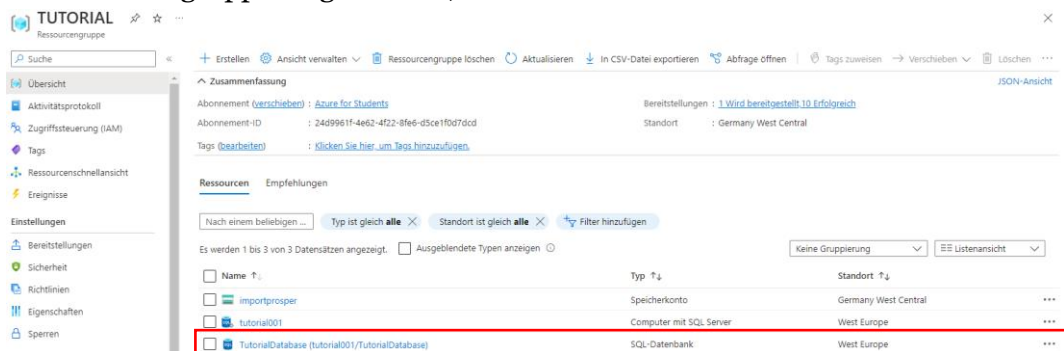 TUTORIAL
Ressourcengruppe
Suche
Erstellen Ansicht verwalten Ressourcengruppe löschen Aktualisieren In CSV-Datei exportieren Abfrage öffnen Tags zuweisen Verschieben Löschen
Übersicht
Zusammenfassung JSON-Ansicht
Aktivitätsprotokoll
Abonnement (verschieben) : Azure for Students Bereitstellungen : 1 Wird bereitgestellt,10 Erfolgreich
Zugriffssteuerung (IAM)
Abonnement-ID : 24d9961f-4e62-4f22-8fe6-d5ce1f0d7dcd Standort : Germany West Central
Tags
Tags (bearbeiten) : Klicken Sie hier, um Tags hinzuzufügen.
Ressourcenschnellansicht
Ereignisse
Ressourcen Empfehlungen
Einstellungen
Nach einem beliebigen ... Typ ist gleich alle Standort ist gleich alle Filter hinzufügen
Bereitstellungen
Es werden 1 bis 3 von 3 Datensätzen angezeigt. Ausgeblendete Typen anzeigen Keine Gruppierung Listenansicht
Sicherheit
Name Typ Standort
Richtlinien
importprosper Speicherkonto Germany West Central
Eigenschaften
tutorial001 Computer mit SQL Server West Europe
Sperren
TutorialDatabase (tutorial001/TutorialDatabase) SQL-Datenbank West Europe